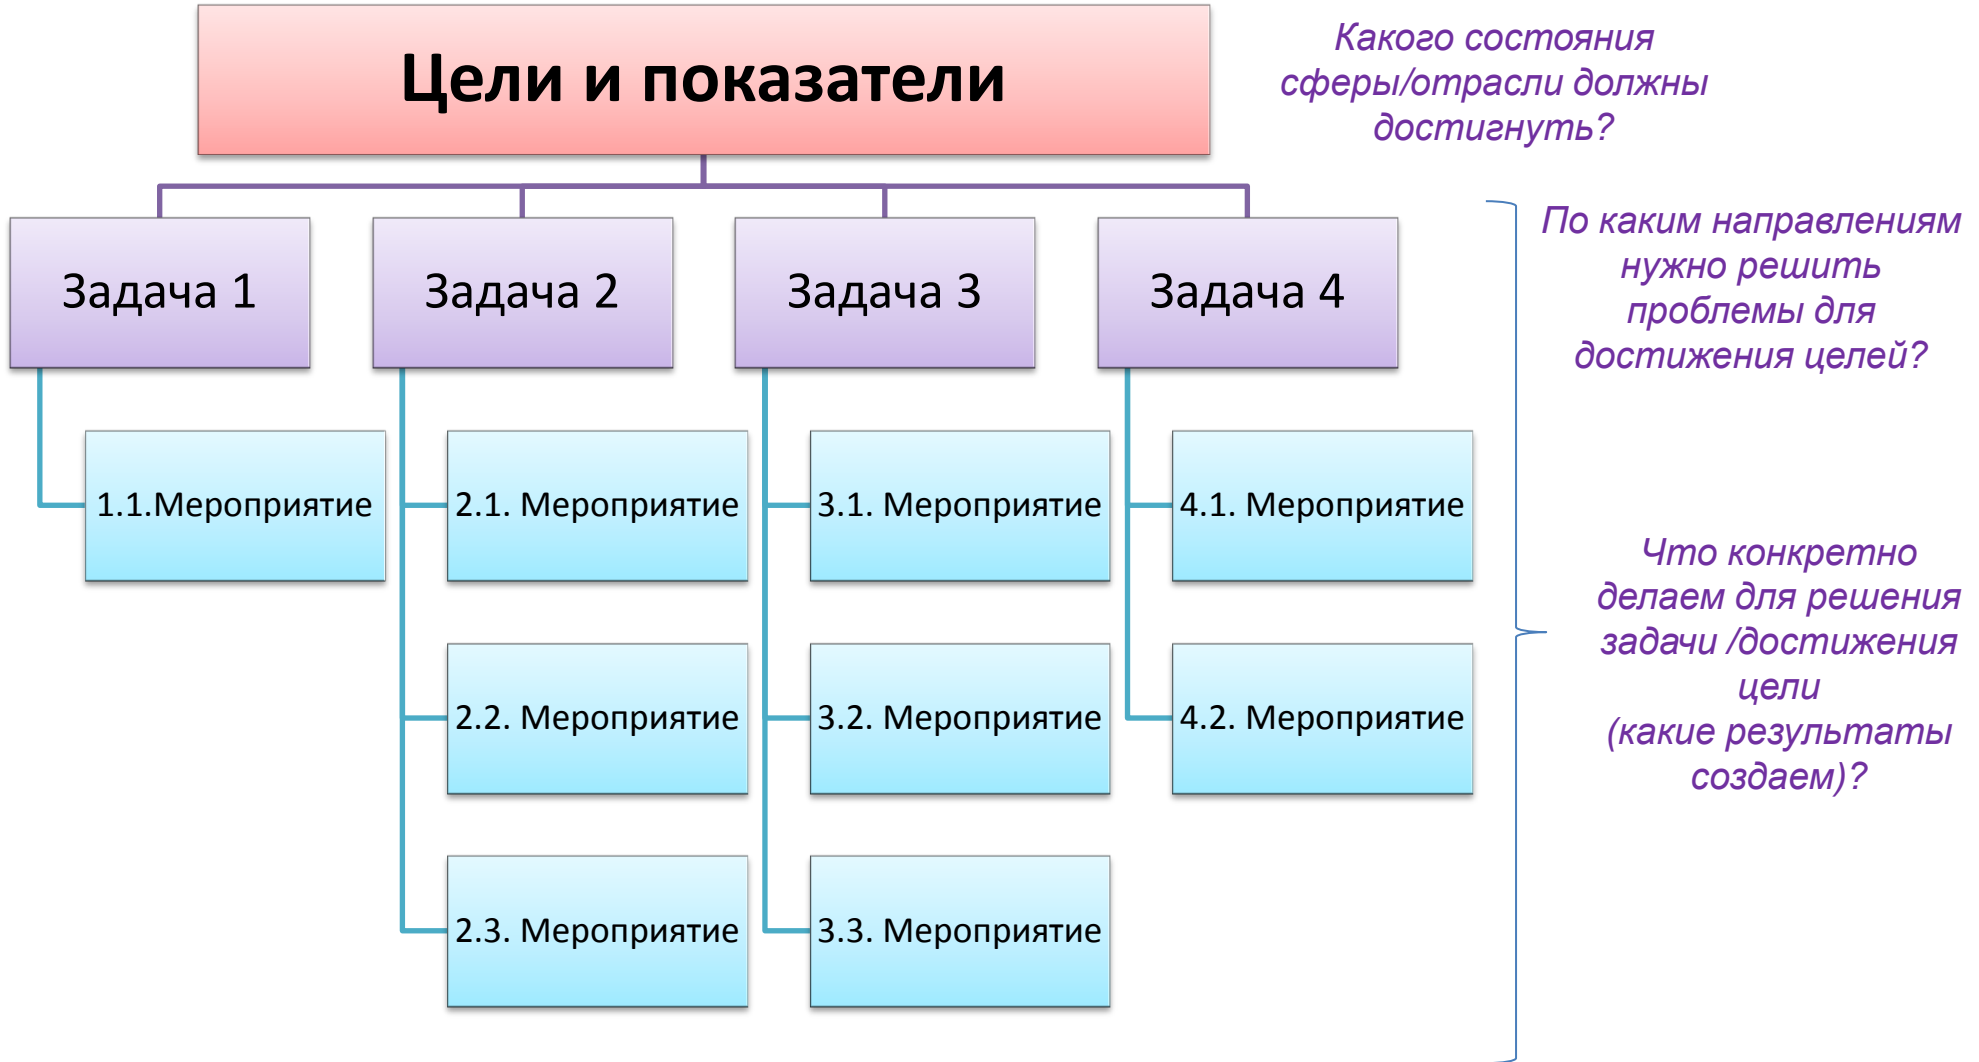 Цели и показатели
Какого состояния
сферы/отрасли должны
достигнуть?
Задача 1
Задача 2
Задача 3
Задача 4
По каким направлениям
нужно решить
проблемы для
достижения целей?
1.1.Мероприятие
2.1. Мероприятие
3.1. Мероприятие
4.1. Мероприятие
2.2. Мероприятие
3.2. Мероприятие
4.2. Мероприятие
2.3. Мероприятие
3.3. Мероприятие
Что конкретно
делаем для решения
задачи /достижения
цели
(какие результаты
создаем)?